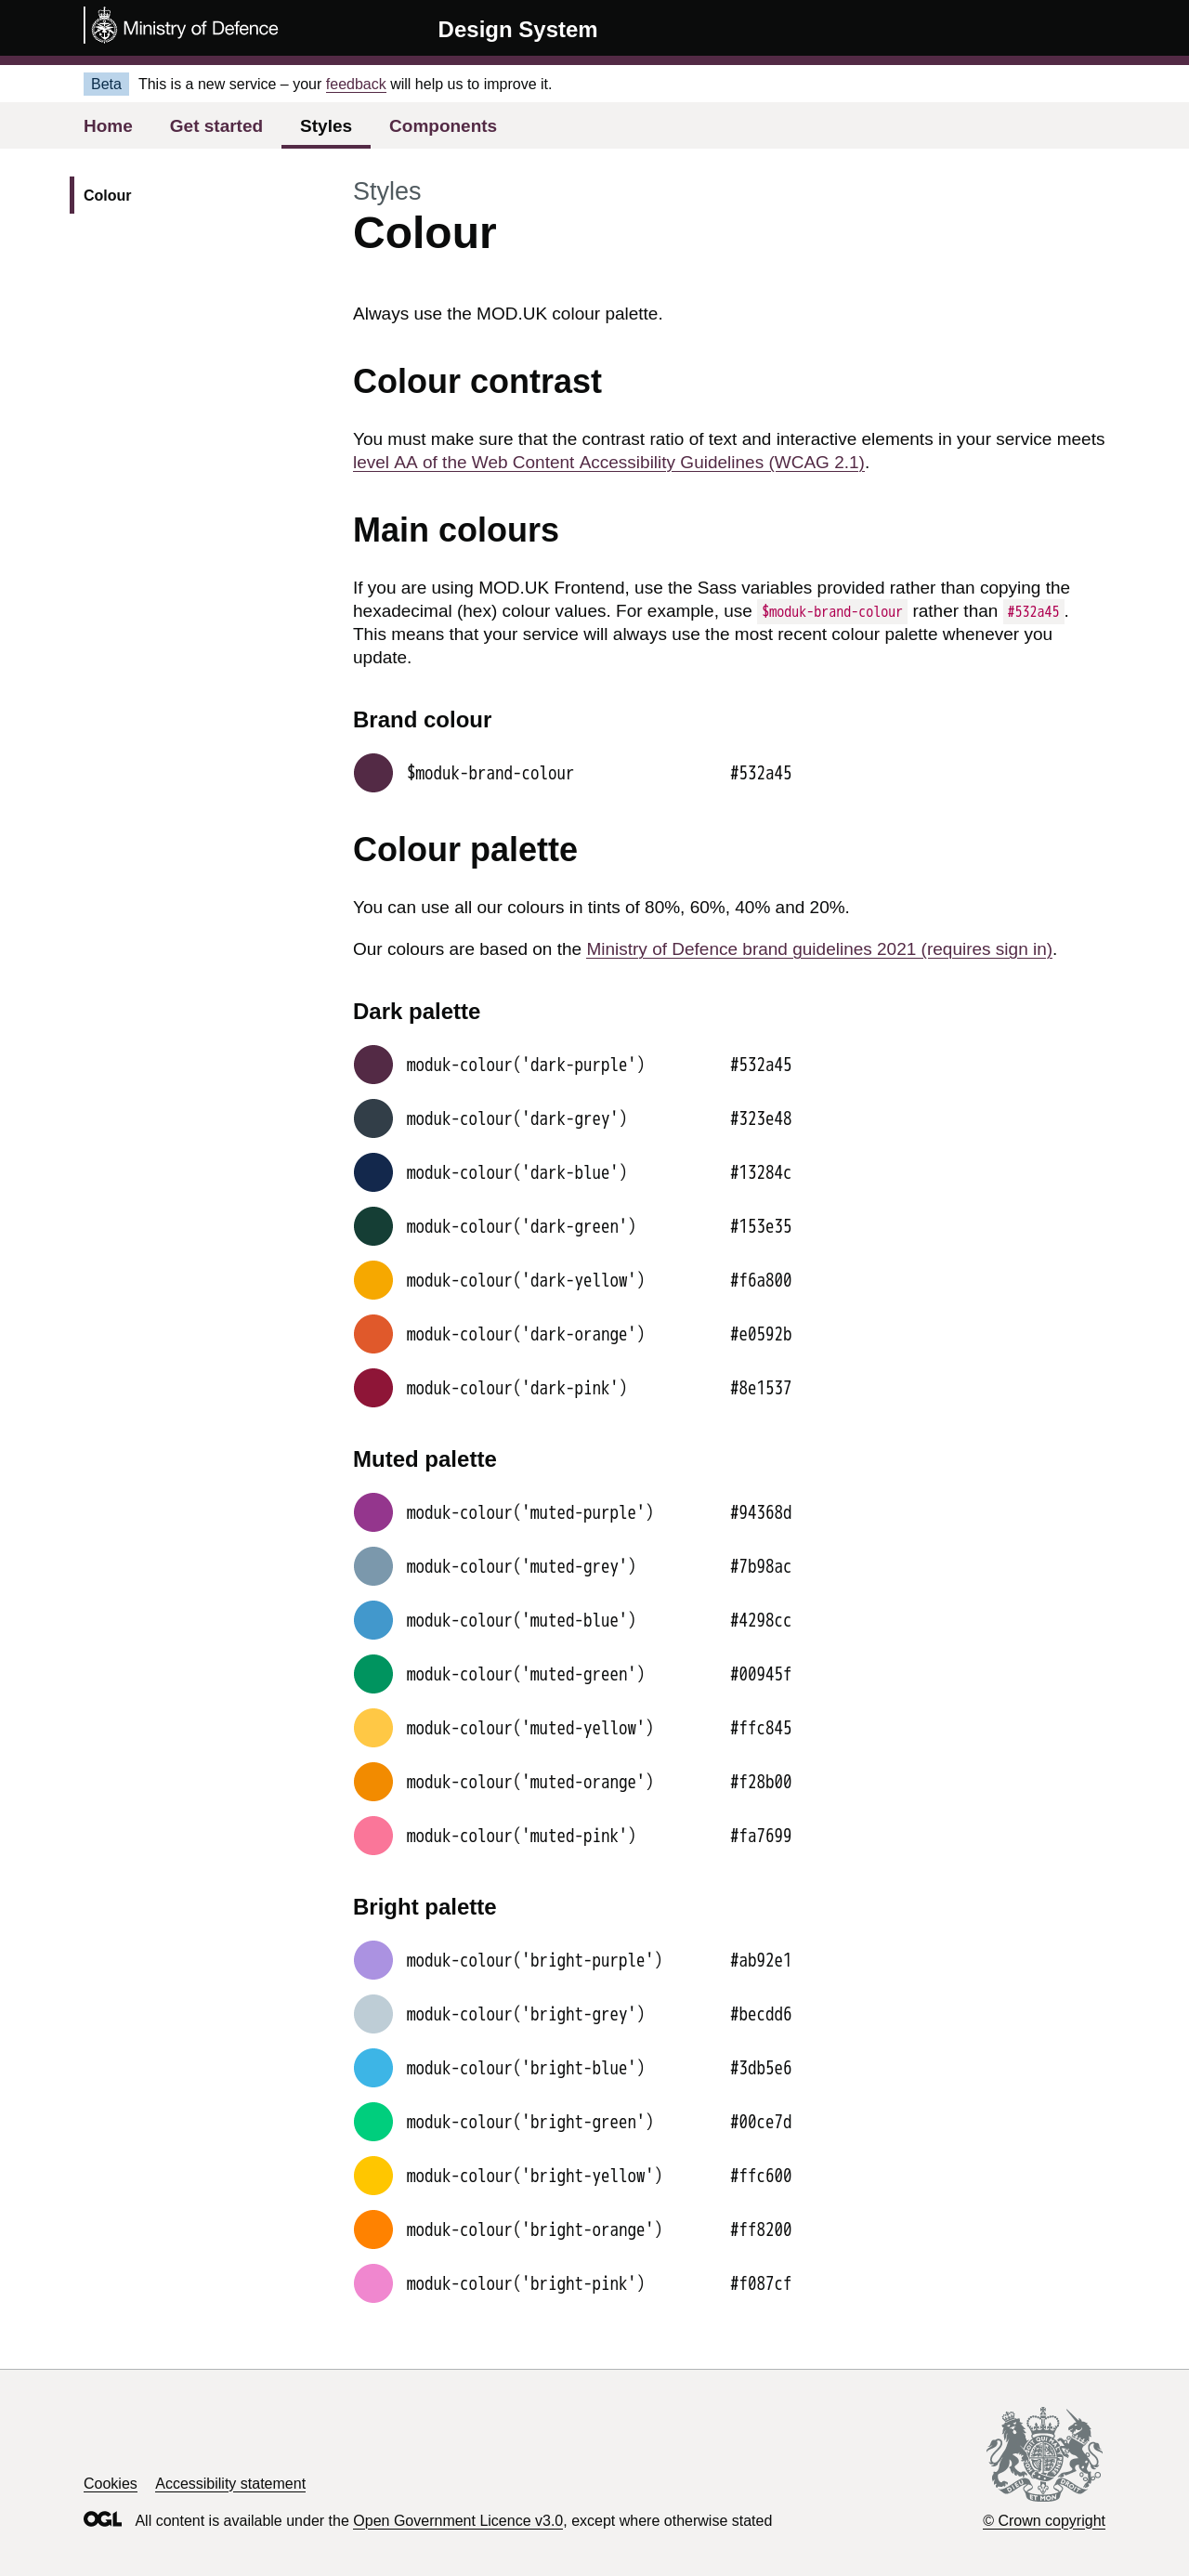 Ministry of Defence
Design System
Beta This is a new service – your feedback will help us to improve it.
Home Get started Styles Components
Colour
Styles
Colour
Always use the MOD.UK colour palette.
Colour contrast
You must make sure that the contrast ratio of text and interactive elements in your service meets
level AA of the Web Content Accessibility Guidelines (WCAG 2.1).
Main colours
If you are using MOD.UK Frontend, use the Sass variables provided rather than copying the
hexadecimal (hex) colour values. For example, use $moduk-brand-colour rather than #532a45.
This means that your service will always use the most recent colour palette whenever you
update.
Brand colour
$moduk-brand-colour #532a45
Colour palette
You can use all our colours in tints of 80%, 60%, 40% and 20%.
Our colours are based on the Ministry of Defence brand guidelines 2021 (requires sign in).
Dark palette
moduk-colour('dark-purple') #532a45
moduk-colour('dark-grey') #323e48
moduk-colour('dark-blue') #13284c
moduk-colour('dark-green') #153e35
moduk-colour('dark-yellow') #f6a800
moduk-colour('dark-orange') #e0592b
moduk-colour('dark-pink') #8e1537
Muted palette
moduk-colour('muted-purple') #94368d
moduk-colour('muted-grey') #7b98ac
moduk-colour('muted-blue') #4298cc
moduk-colour('muted-green') #00945f
moduk-colour('muted-yellow') #ffc845
moduk-colour('muted-orange') #f28b00
moduk-colour('muted-pink') #fa7699
Bright palette
moduk-colour('bright-purple') #ab92e1
moduk-colour('bright-grey') #becdd6
moduk-colour('bright-blue') #3db5e6
moduk-colour('bright-green') #00ce7d
moduk-colour('bright-yellow') #ffc600
moduk-colour('bright-orange') #ff8200
moduk-colour('bright-pink') #f087cf
Cookies Accessibility statement
OGL All content is available under the Open Government Licence v3.0, except where otherwise stated
© Crown copyright